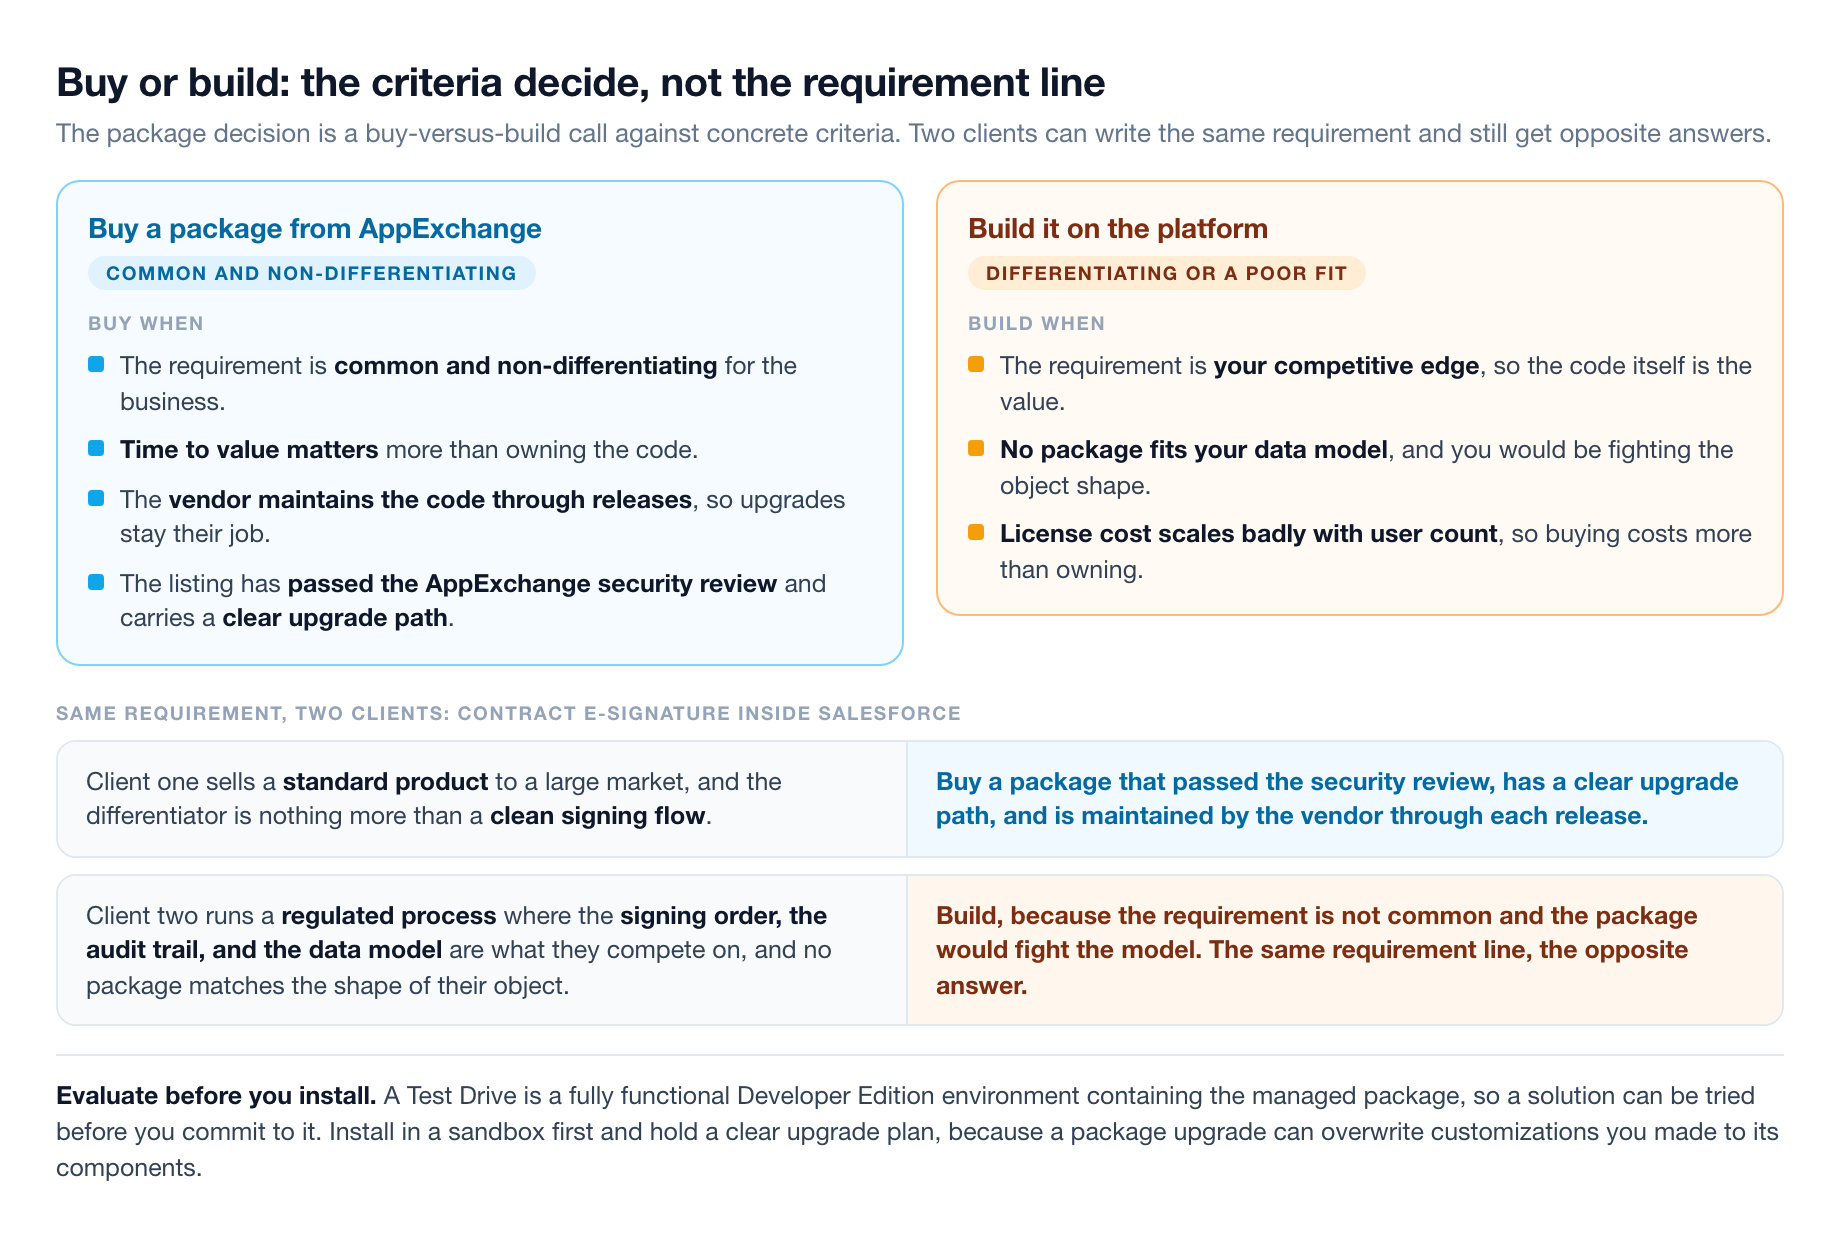 Buy or build: the criteria decide, not the requirement line
The package decision is a buy-versus-build call against concrete criteria. Two clients can write the same requirement and still get opposite answers.
Buy a package from AppExchange
COMMON AND NON-DIFFERENTIATING
BUY WHEN
The requirement is common and non-differentiating for the
business.
Time to value matters more than owning the code.
The vendor maintains the code through releases, so upgrades
stay their job.
The listing has passed the AppExchange security review and
carries a clear upgrade path.
Build it on the platform
DIFFERENTIATING OR A POOR FIT
BUILD WHEN
The requirement is your competitive edge, so the code itself is the
value.
No package fits your data model, and you would be fighting the
object shape.
License cost scales badly with user count, so buying costs more
than owning.
SAME REQUIREMENT, TWO CLIENTS: CONTRACT E-SIGNATURE INSIDE SALESFORCE
Client one sells a standard product to a large market, and the
differentiator is nothing more than a clean signing flow.
Buy a package that passed the security review, has a clear upgrade
path, and is maintained by the vendor through each release.
Client two runs a regulated process where the signing order, the
audit trail, and the data model are what they compete on, and no
package matches the shape of their object.
Build, because the requirement is not common and the package
would fight the model. The same requirement line, the opposite
answer.
Evaluate before you install. A Test Drive is a fully functional Developer Edition environment containing the managed package, so a solution can be tried
before you commit to it. Install in a sandbox first and hold a clear upgrade plan, because a package upgrade can overwrite customizations you made to its
components.